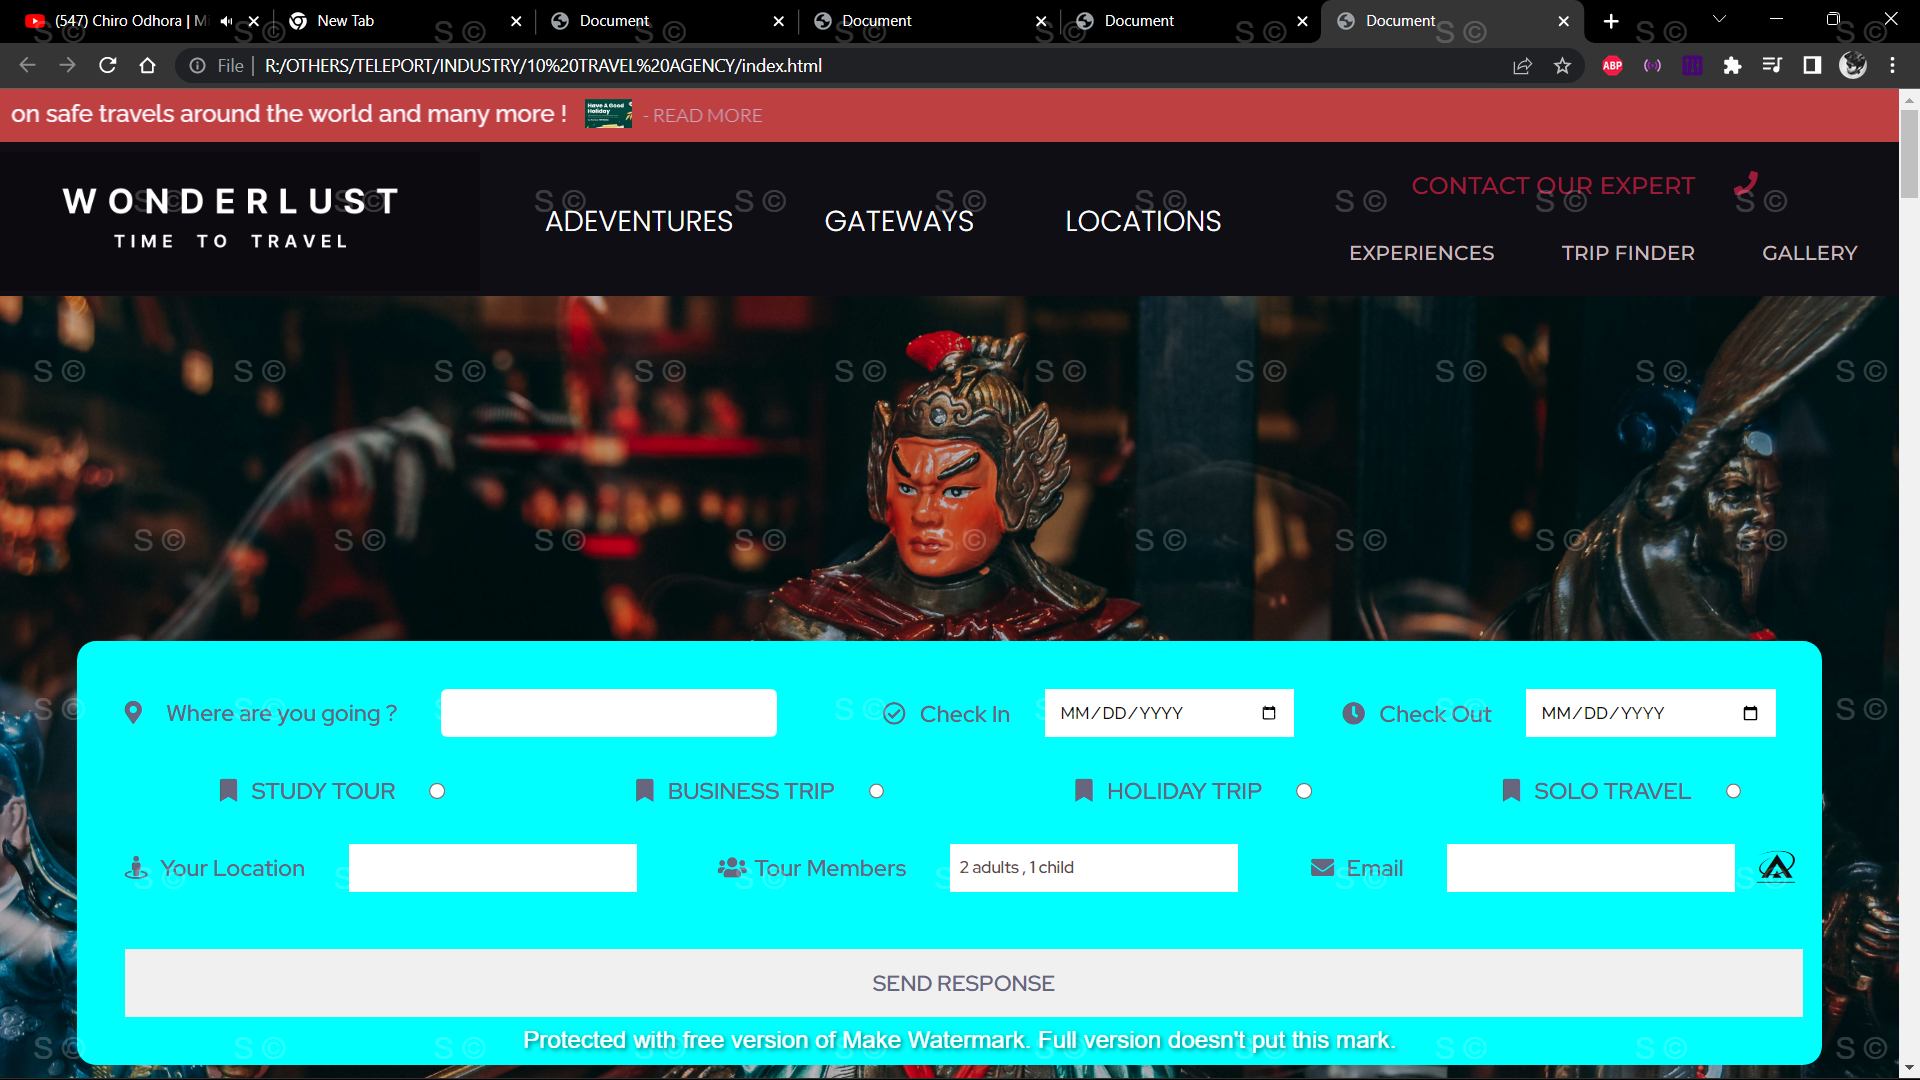 (547) Chiro Odhora | M
New Tab
Document
Document
Document
Document
File
R:/OTHERS/TELEPORT/INDUSTRY/10%20TRAVEL%20AGENCY/index.html
ABP
on safe travels around the world and many more !
Have A Good
Holiday
- READ MORE
WONDERLUST
TIME TO TRAVEL
ADEVENTURES
GATEWAYS
LOCATIONS
CONTACT OUR EXPERT
EXPERIENCES
TRIP FINDER
GALLERY
Where are you going ?
Check In
MM/DD/YYYY
Check Out
MM/DD/YYYY
STUDY TOUR
BUSINESS TRIP
HOLIDAY TRIP
SOLO TRAVEL
Your Location
Tour Members
2 adults , 1 child
Email
SEND RESPONSE
Protected with free version of Make Watermark. Full version doesn't put this mark.
S ©